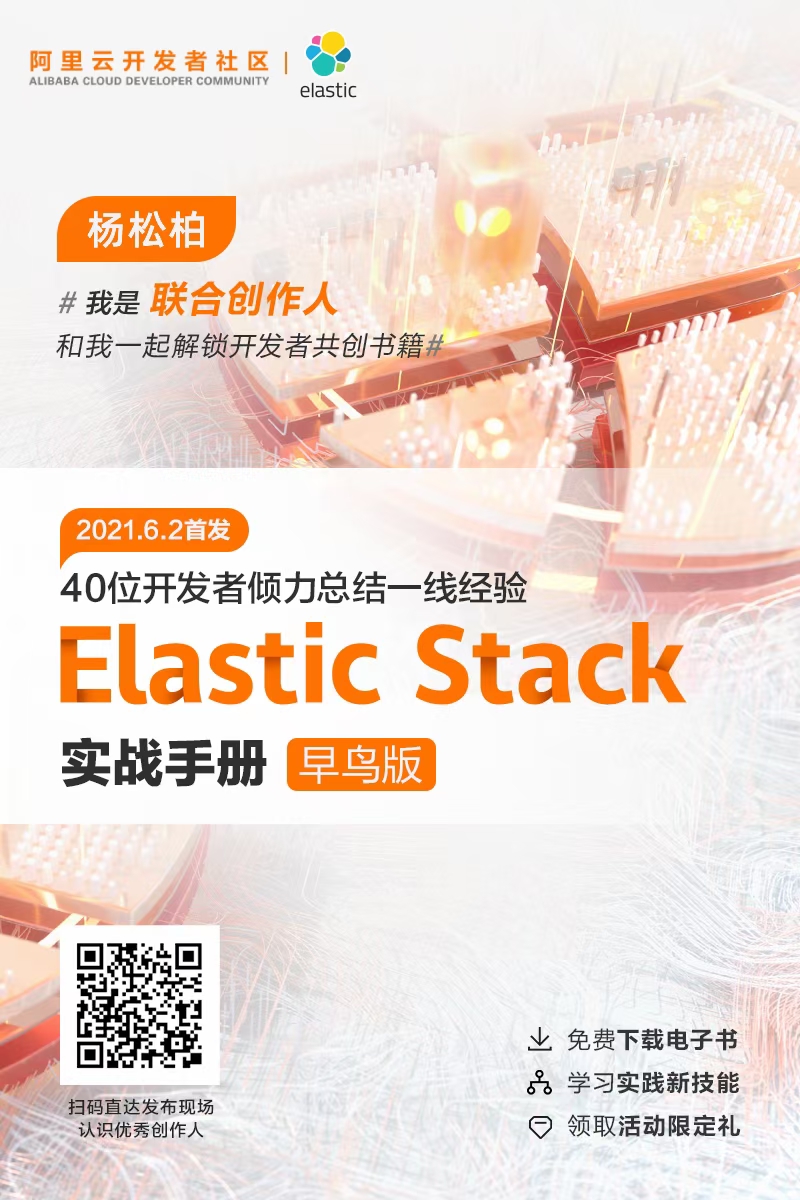 阿里云开发者社区
ALIBABA CLOUD DEVELOPER COMMUNITY
elastic
杨松柏
# 我是 联合创作人
和我一起解锁开发者共创书籍#
2021.6.2首发
40位开发者倾力总结一线经验
Elastic Stack
实战手册 早鸟版
扫码直达发布现场
认识优秀创作人
免费下载电子书
学习实践新技能
领取活动限定礼